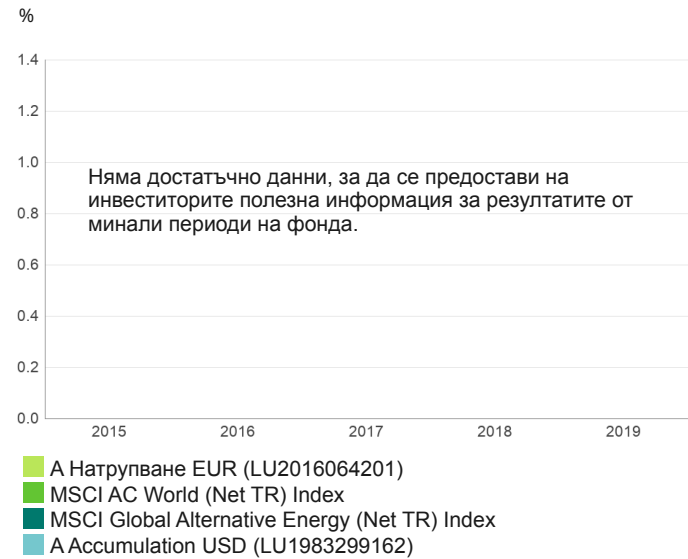 %
1.4
1.2
1.0
Няма достатъчно данни, за да се предостави на
инвеститорите полезна информация за резултатите от
0.8
минали периоди на фонда.
0.6
0.4
0.2
0.0
2015 2016 2017 2018 2019
А Натрупване EUR (LU2016064201)
MSCI AC World (Net TR) Index
MSCI Global Alternative Energy (Net TR) Index
A Accumulation USD (LU1983299162)